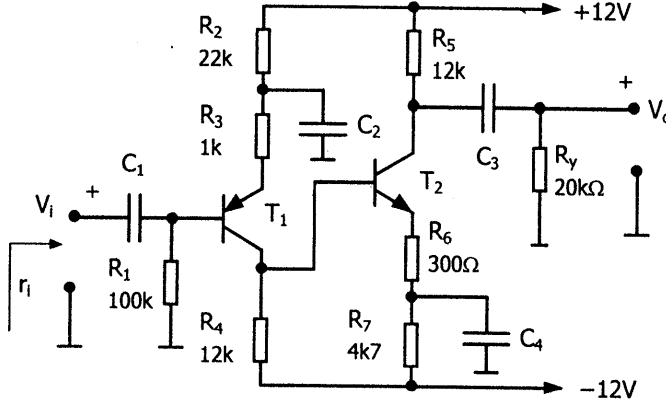 +12V
R2
22k
R5
12k
R3
1k
C2
C3
+
Vo
C1
Vi
+
T1
T2
Ry
20kΩ
R1
100k
ri
R6
300Ω
R4
12k
R7
4k7
C4
−12V